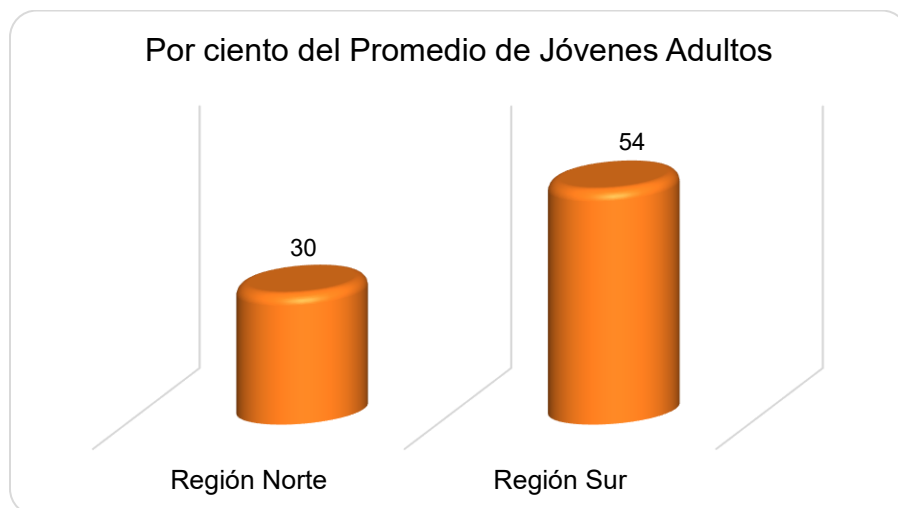 Por ciento del Promedio de Jóvenes Adultos
54
30
Región Norte
Región Sur